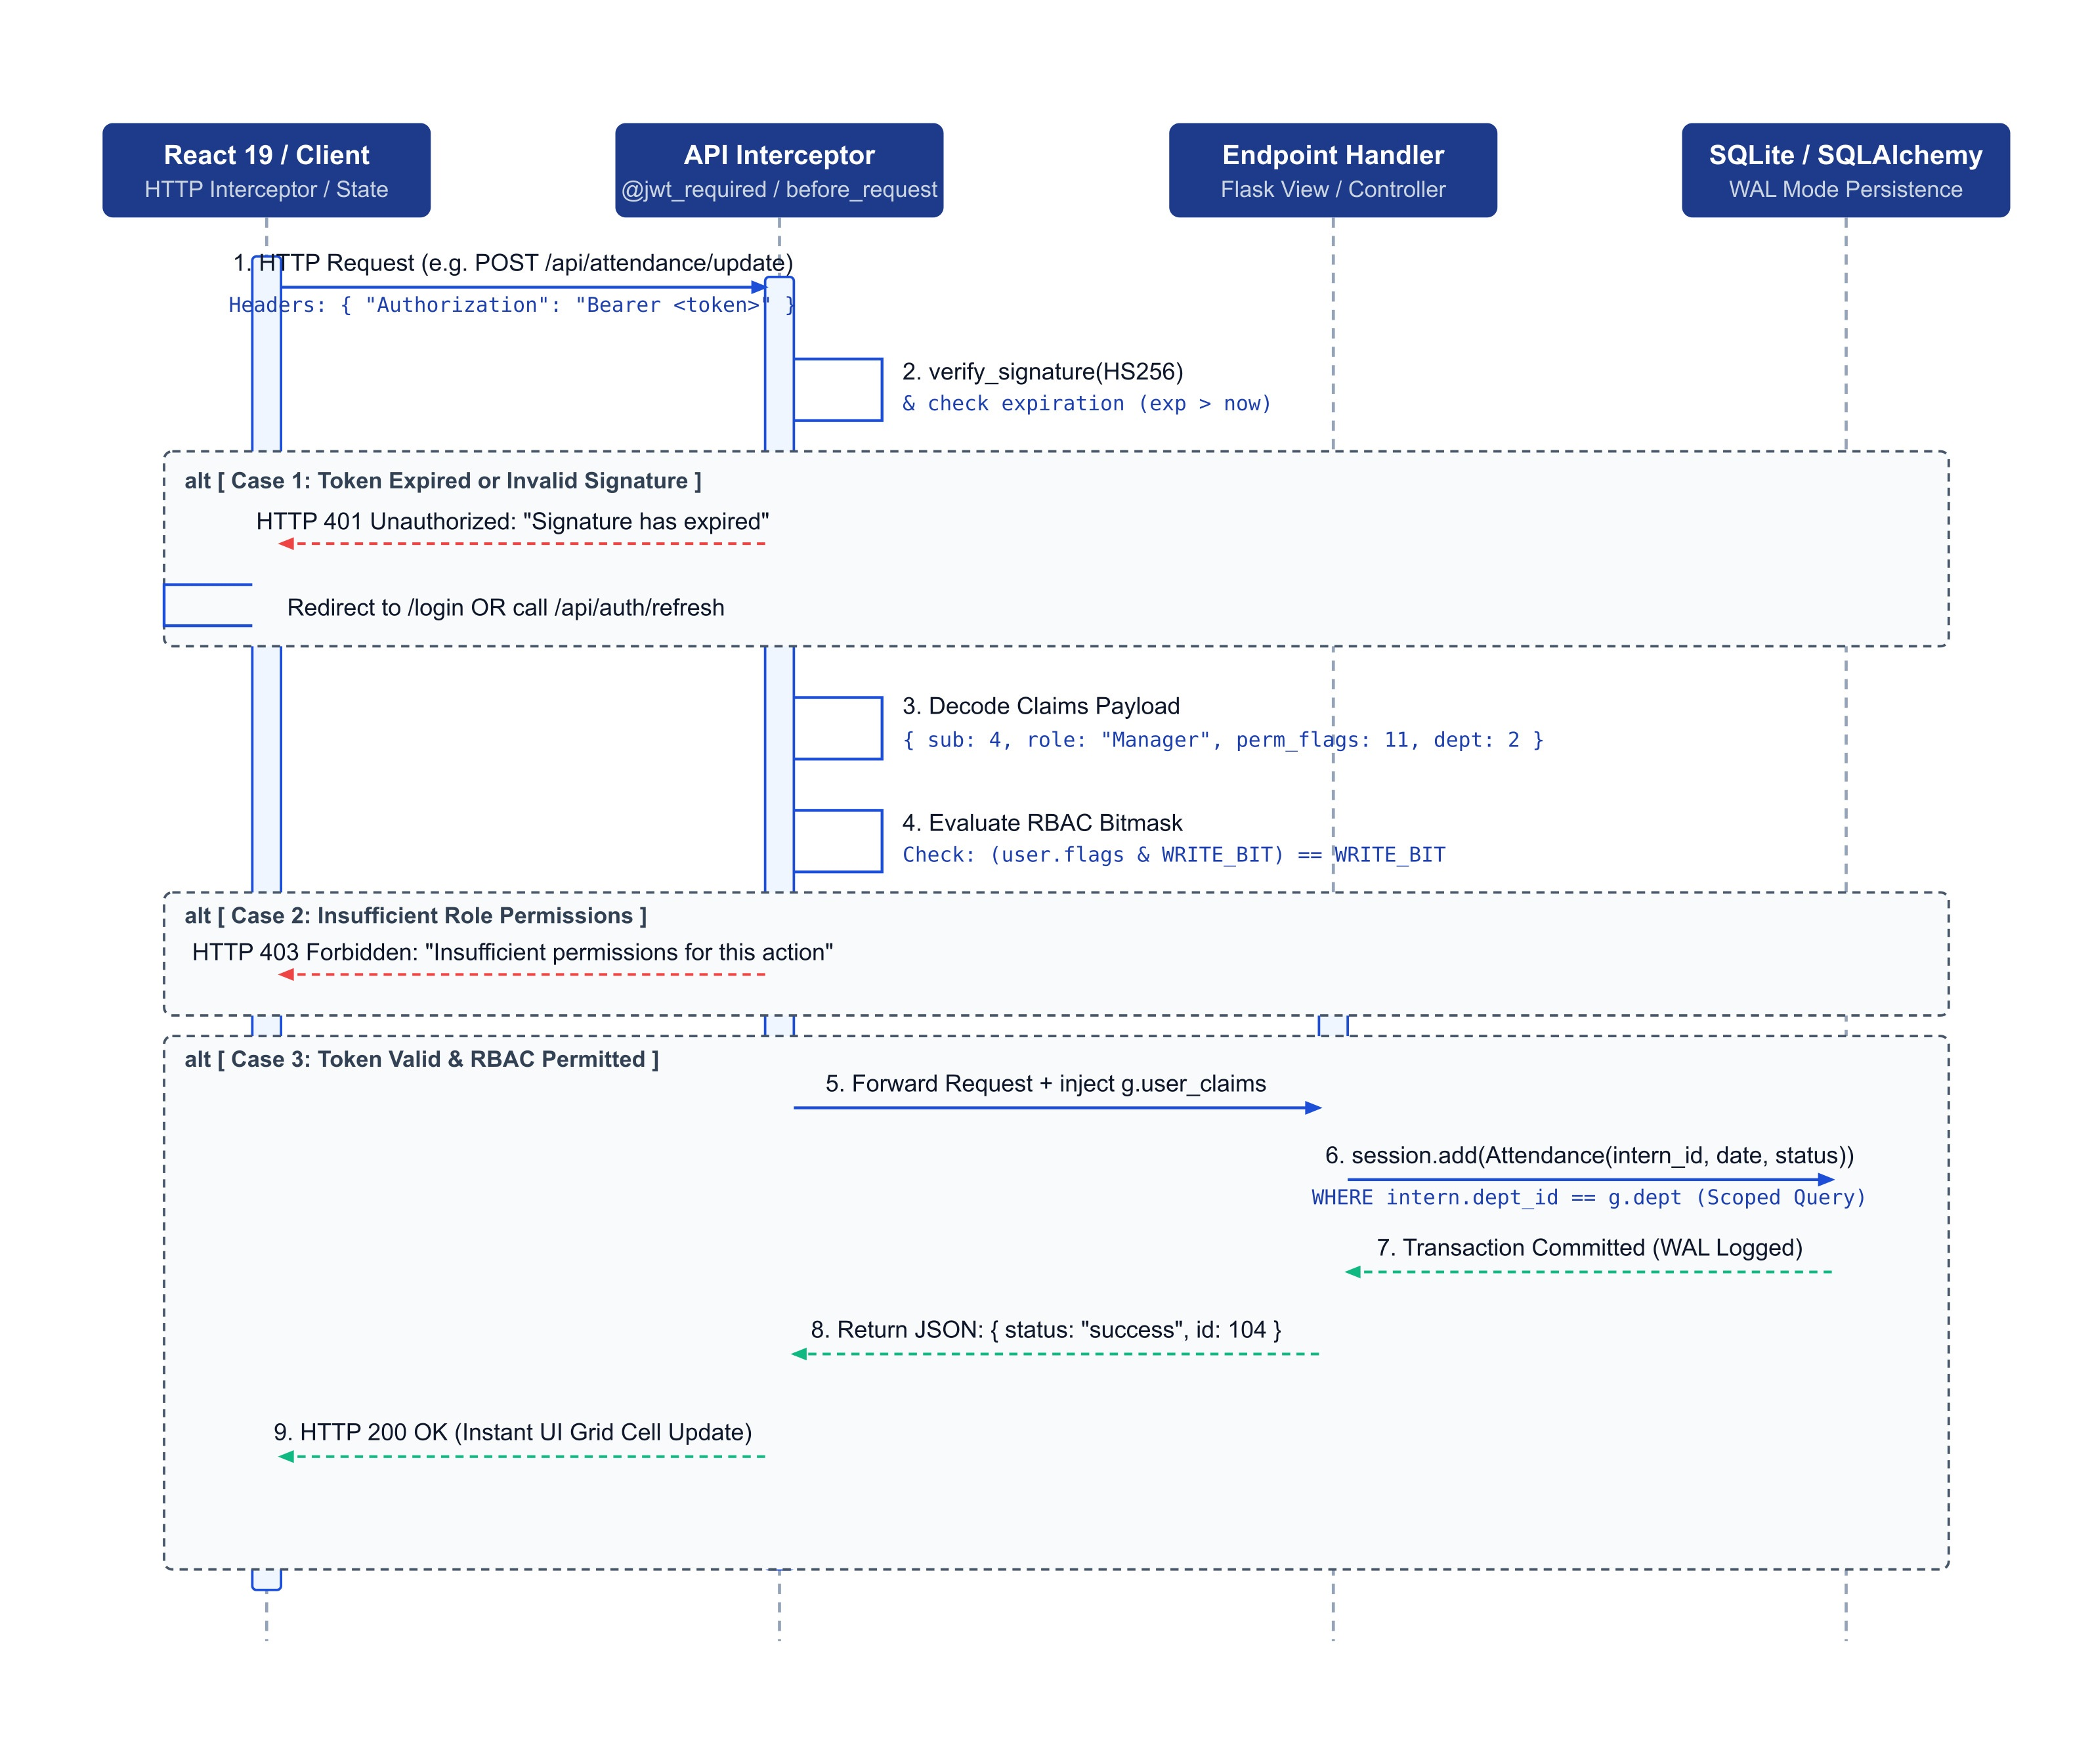 React 19 / Client
HTTP Interceptor / State
API Interceptor
@jwt_required / before_request
Endpoint Handler
Flask View / Controller
SQLite / SQLAlchemy
WAL Mode Persistence
1. HTTP Request (e.g. POST /api/attendance/update)
Headers: { "Authorization": "Bearer <token>" }
2. verify_signature(HS256)
& check expiration (exp > now)
alt [ Case 1: Token Expired or Invalid Signature ]
HTTP 401 Unauthorized: "Signature has expired"
Redirect to /login OR call /api/auth/refresh
3. Decode Claims Payload
{ sub: 4, role: "Manager", perm_flags: 11, dept: 2 }
4. Evaluate RBAC Bitmask
Check: (user.flags & WRITE_BIT) == WRITE_BIT
alt [ Case 2: Insufficient Role Permissions ]
HTTP 403 Forbidden: "Insufficient permissions for this action"
alt [ Case 3: Token Valid & RBAC Permitted ]
5. Forward Request + inject g.user_claims
6. session.add(Attendance(intern_id, date, status))
WHERE intern.dept_id == g.dept (Scoped Query)
7. Transaction Committed (WAL Logged)
8. Return JSON: { status: "success", id: 104 }
9. HTTP 200 OK (Instant UI Grid Cell Update)